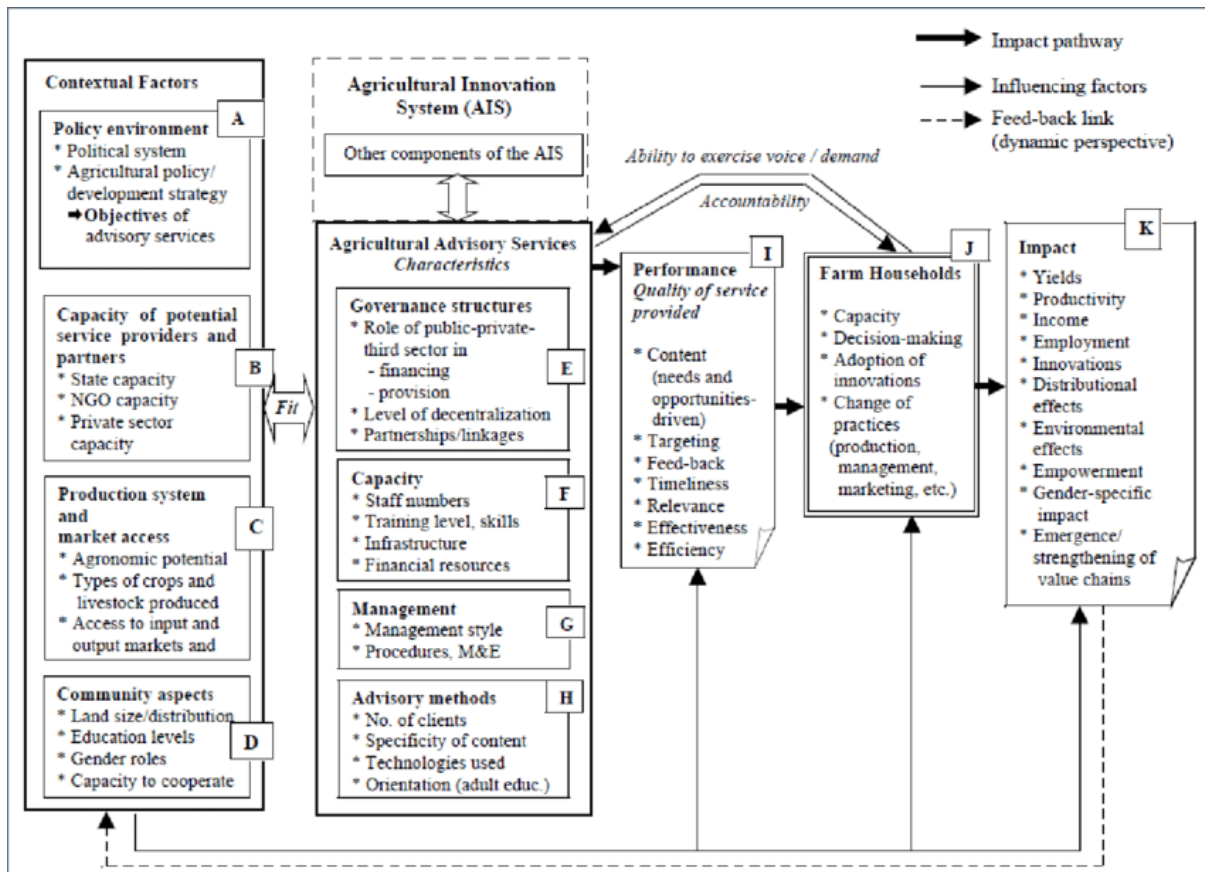 Impact pathway
Influencing factors
Feed-back link
(dynamic perspective)
Contextual Factors
A
Policy environment
* Political system
* Agricultural policy/
development strategy
➡Objectives of
advisory services
Capacity of potential
service providers and
partners
B
* State capacity
* NGO capacity
* Private sector
capacity
Production system
and
market access
C
* Agronomic potential
* Types of crops and
livestock produced
* Access to input and
output markets and
Community aspects
* Land size/distribution
* Education levels
D
* Gender roles
* Capacity to cooperate
Fit
Agricultural Innovation
System (AIS)
Other components of the AIS
Agricultural Advisory Services
Characteristics
Governance structures
* Role of public-private-
third sector in
- financing
E
- provision
* Level of decentralization
* Partnerships/linkages
Capacity
F
* Staff numbers
* Training level, skills
* Infrastructure
* Financial resources
Management
* Management style
G
* Procedures, M&E
Advisory methods
H
* No. of clients
* Specificity of content
* Technologies used
* Orientation (adult educ.)
Ability to exercise voice / demand
Accountability
I
Performance
Quality of service
provided
* Content
(needs and
opportunities-
driven)
* Targeting
* Feed-back
* Timeliness
* Relevance
* Effectiveness
* Efficiency
J
Farm Households
* Capacity
* Decision-making
* Adoption of
innovations
* Change of
practices
(production,
management,
marketing, etc.)
K
Impact
* Yields
* Productivity
* Income
* Employment
* Innovations
* Distributional
effects
* Environmental
effects
* Empowerment
* Gender-specific
impact
* Emergence/
strengthening of
value chains